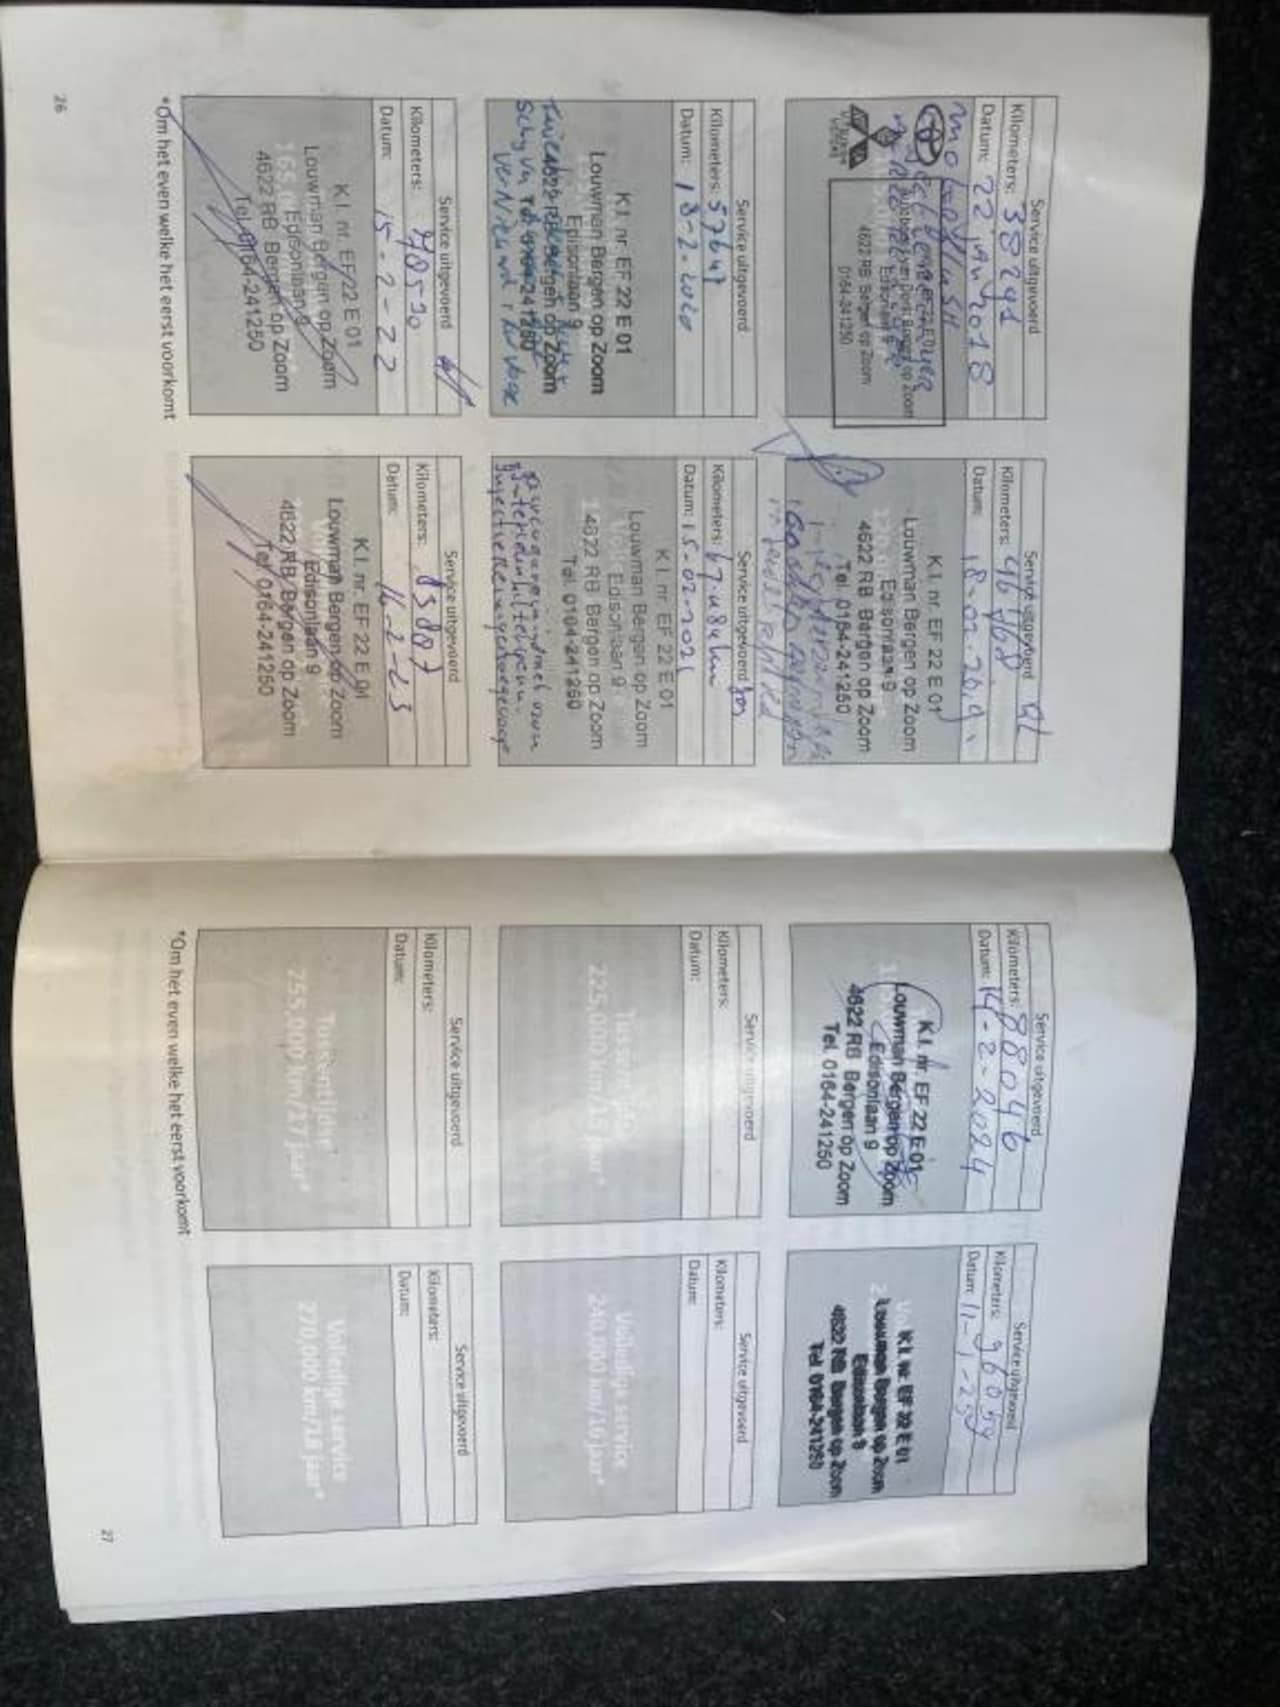 Service uitgevoerd
Kilometers: 38291
Datum: 22 jan 2018
motorflush
4622 RB Bergen op Zoom
0164-241250
Service uitgevoerd
Kilometers: 46768
Datum: 18-02-2019
K.I. nr. EF 22 E 01
Louwman Bergen op Zoom
Edisonlaan 9
4622 RB Bergen op Zoom
Tel. 0164-241250
Service uitgevoerd
Kilometers: 57647
Datum: 18-2-2020
K.I. nr. EF 22 E 01
Louwman Bergen op Zoom
Edisonlaan 9
4622 RB Bergen op Zoom
Tel. 0164-241250
Service uitgevoerd
Kilometers:
Datum: 15-02-2021
K.I. nr. EF 22 E 01
Louwman Bergen op Zoom
Edisonlaan 9
4622 RB Bergen op Zoom
Tel. 0164-241250
Service uitgevoerd
Kilometers: 78590
Datum: 15-2-22
K.I. nr. EF 22 E 01
Louwman Bergen op Zoom
Edisonlaan 9
4622 RB Bergen op Zoom
Tel. 0164-241250
Service uitgevoerd
Kilometers:
Datum: 16-2-23
K.I. nr. EF 22 E 01
Louwman Bergen op Zoom
Edisonlaan 9
4622 RB Bergen op Zoom
Tel. 0164-241250
*Om het even welke het eerst voorkomt
26
Service uitgevoerd
Kilometers: 88046
Datum: 14-2-2024
K.I. nr. EF 22 E 01
Louwman Bergen op Zoom
Edisonlaan 9
4622 RB Bergen op Zoom
Tel. 0164-241250
Service uitgevoerd
Kilometers: 96059
Datum: 11-1-25
K.I. nr. EF 22 E 01
Louwman Bergen op Zoom
Edisonlaan 9
4622 RB Bergen op Zoom
Tel. 0164-241250
Service uitgevoerd
Kilometers:
Datum:
Tussentijdse
225,000 km/15 jaar*
Service uitgevoerd
Kilometers:
Datum:
Volledige service
240,000 km/16 jaar*
Service uitgevoerd
Kilometers:
Datum:
Tussentijdse
255,000 km/17 jaar*
Service uitgevoerd
Kilometers:
Datum:
Volledige service
270,000 km/18 jaar*
*Om het even welke het eerst voorkomt
27